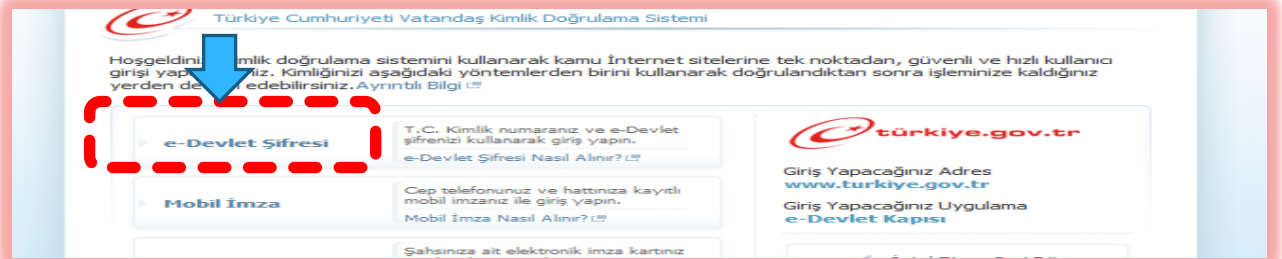 Türkiye Cumhuriyeti Vatandaş Kimlik Doğrulama Sistemi
Hoşgeldiniz. Kimlik doğrulama sistemini kullanarak kamu İnternet sitelerine tek noktadan, güvenli ve hızlı kullanıcı
girişi yapabilirsiniz. Kimliğinizi aşağıdaki yöntemlerden birini kullanarak doğrulandıktan sonra işleminize kaldığınız
yerden devam edebilirsiniz. Ayrıntılı Bilgi
e-Devlet Şifresi
T.C. Kimlik numaranız ve e-Devlet
şifrenizi kullanarak giriş yapın.
e-Devlet Şifresi Nasıl Alınır?
Mobil İmza
Cep telefonunuz ve hattınıza kayıtlı
mobil imzanız ile giriş yapın.
Mobil İmza Nasıl Alınır?
Şahsınıza ait elektronik imza kartınız
türkiye.gov.tr
Giriş Yapacağınız Adres
www.turkiye.gov.tr
Giriş Yapacağınız Uygulama
e-Devlet Kapısı